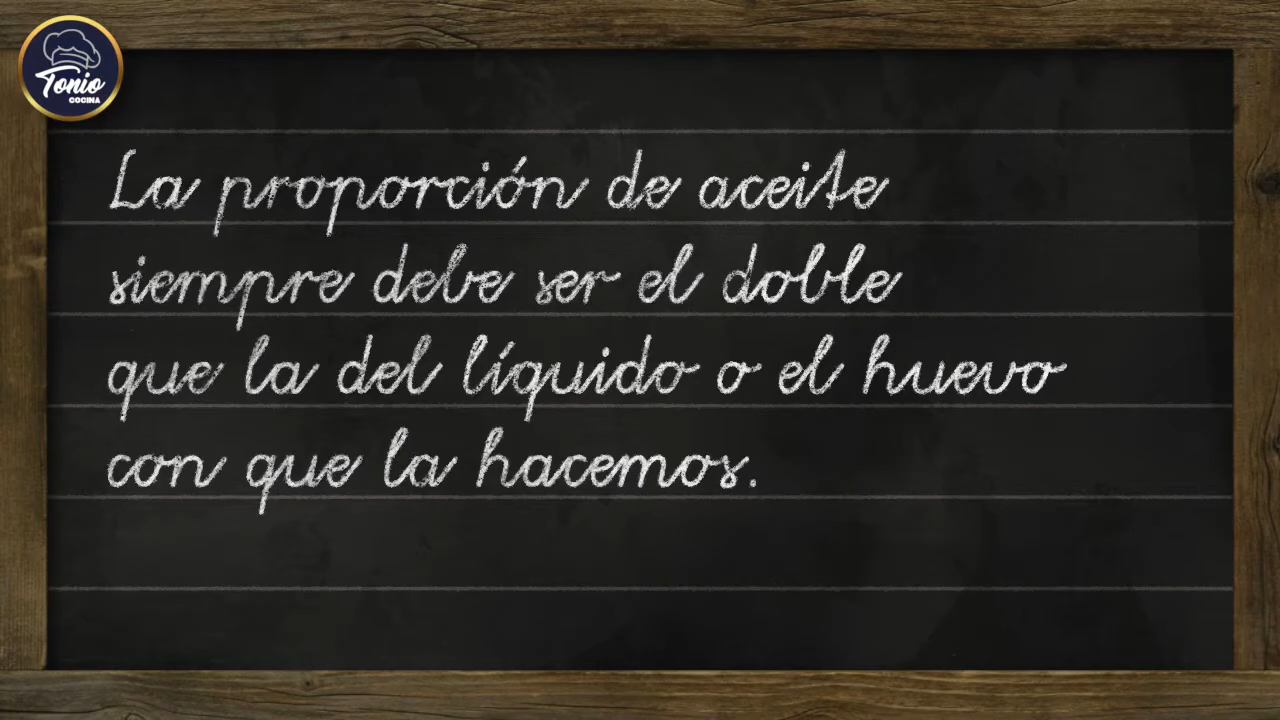 Tonio
COCINA
La proporción de aceite
siempre debe ser el doble
que la del líquido o el huevo
con que la hacemos.